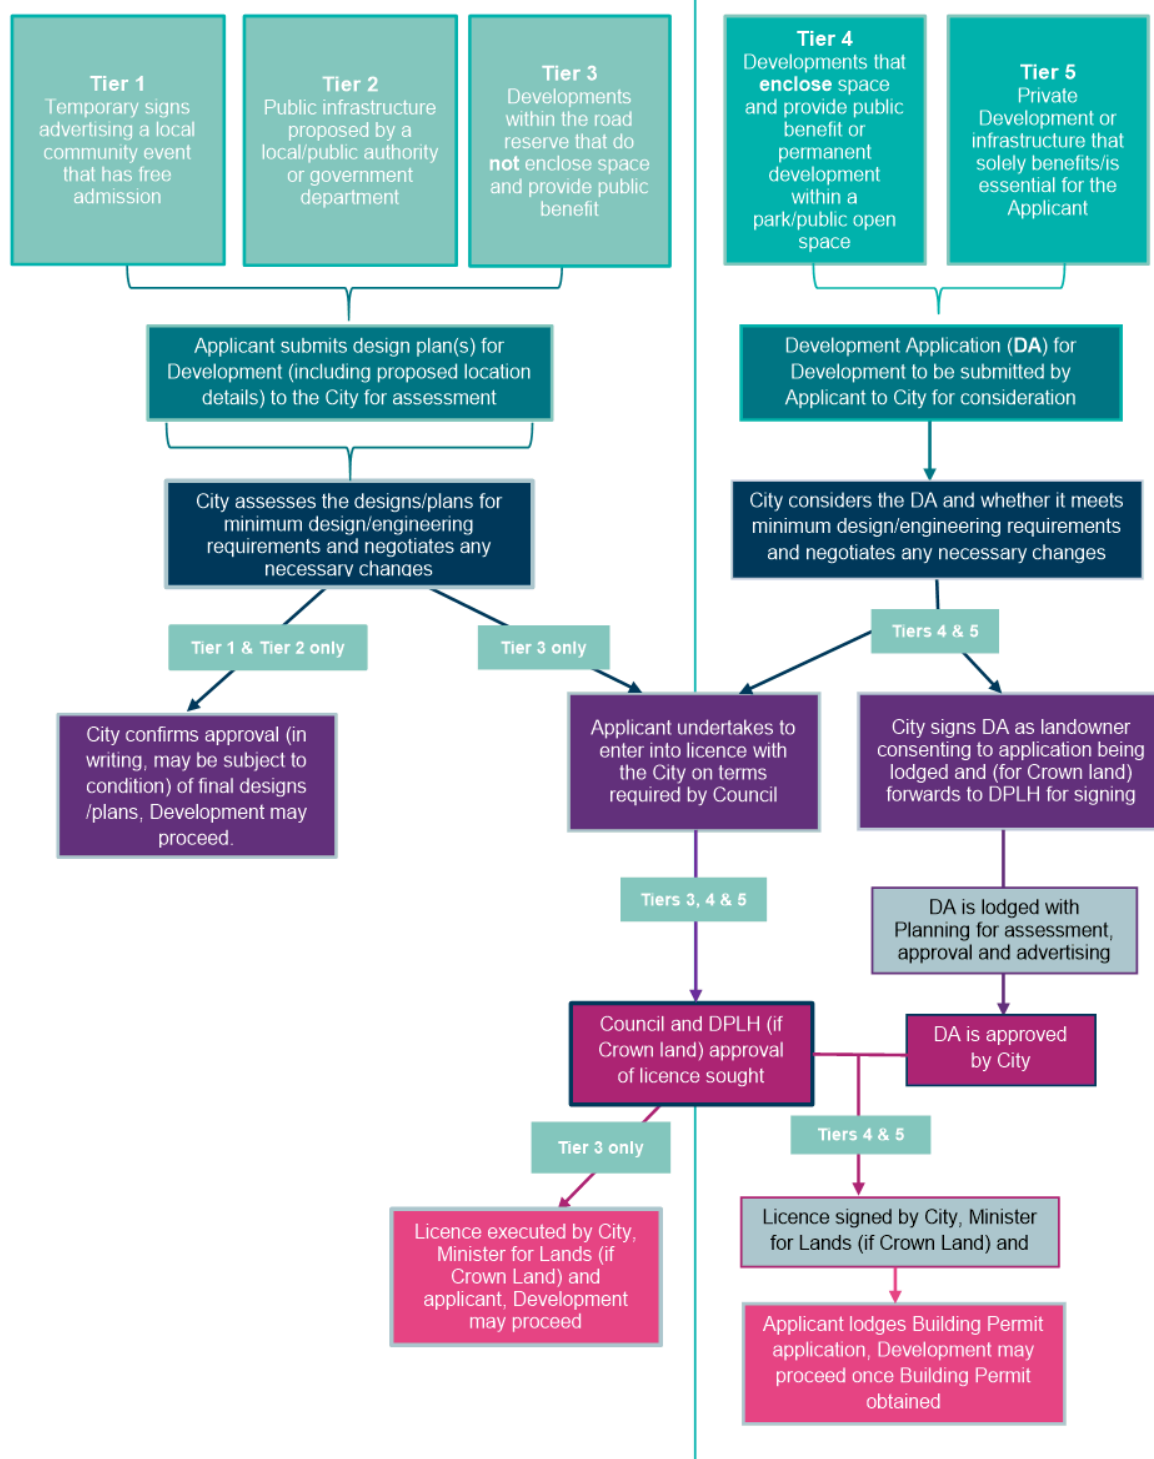 Tier 1
Temporary signs
advertising a local
community event
that has free
admission
Tier 2
Public infrastructure
proposed by a
local/public authority
or government
department
Tier 3
Developments
within the road
reserve that do
not enclose space
and provide public
benefit
Tier 4
Developments that
enclose space
and provide public
benefit or
permanent
development
within a
park/public open
space
Tier 5
Private
Development or
infrastructure that
solely benefits/is
essential for the
Applicant
Applicant submits design plan(s) for
Development (including proposed location
details) to the City for assessment
Development Application (DA) for
Development to be submitted by
Applicant to City for consideration
City assesses the designs/plans for
minimum design/engineering
requirements and negotiates any
necessary changes
City considers the DA and whether it meets
minimum design/engineering requirements
and negotiates any necessary changes
Tier 1 & Tier 2 only
Tier 3 only
Tiers 4 & 5
City confirms approval (in
writing, may be subject to
condition) of final designs
/plans, Development may
proceed.
Applicant undertakes to
enter into licence with
the City on terms
required by Council
City signs DA as landowner
consenting to application being
lodged and (for Crown land)
forwards to DPLH for signing
Tiers 3, 4 & 5
DA is lodged with
Planning for assessment,
approval and advertising
Council and DPLH (if
Crown land) approval
of licence sought
DA is approved
by City
Tier 3 only
Tiers 4 & 5
Licence executed by City,
Minister for Lands (if
Crown Land) and
applicant, Development
may proceed
Licence signed by City, Minister
for Lands (if Crown Land) and
Applicant lodges Building Permit
application, Development may
proceed once Building Permit
obtained